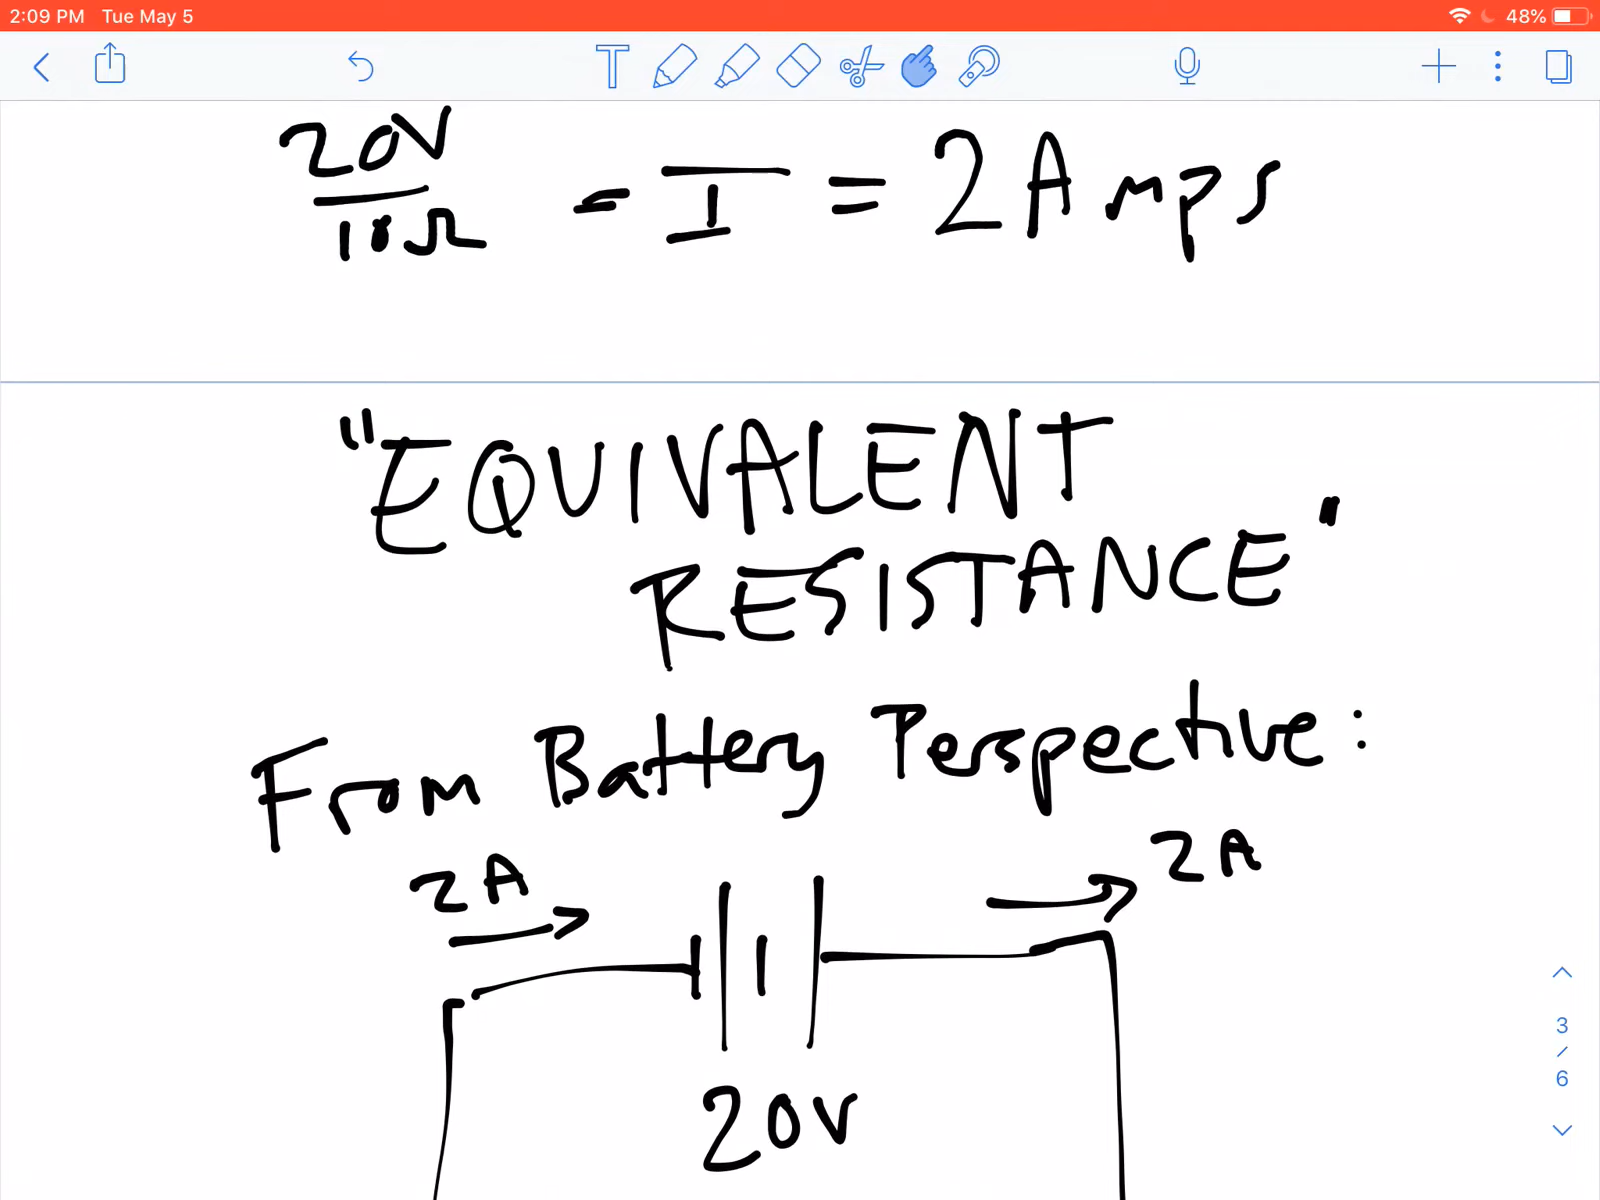 2:09 PM Tue May 5 48%
T
20V
10Ω
= I = 2 Amps
"EQUIVALENT
RESISTANCE"
From Battery Perspective:
2A
2A
20V
3
/
6